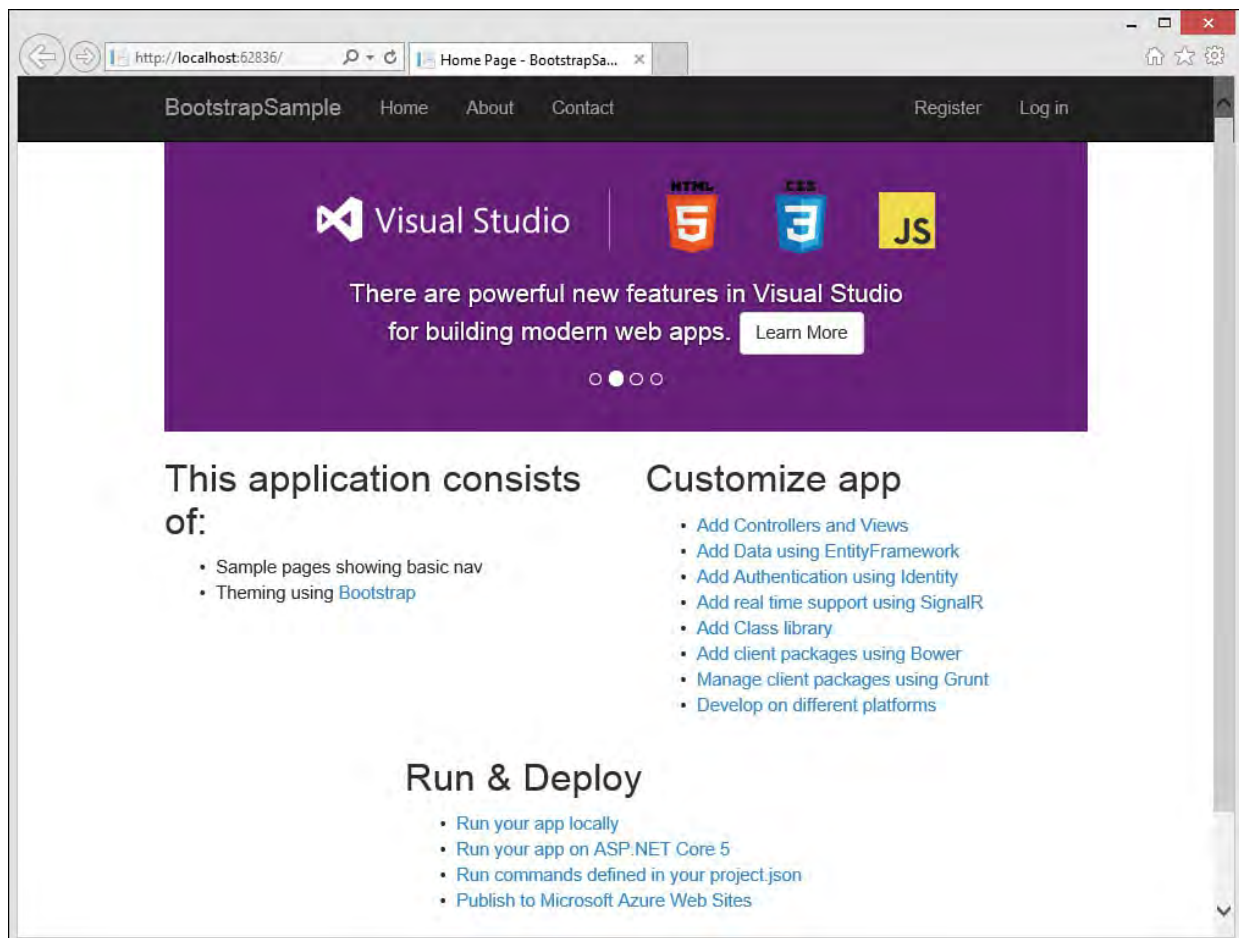 http://localhost:62836/
Home Page - BootstrapSa...
BootstrapSample Home About Contact Register Log in
Visual Studio
HTML
5
CSS
3
JS
There are powerful new features in Visual Studio
for building modern web apps. Learn More
This application consists
of:
• Sample pages showing basic nav
• Theming using Bootstrap
Customize app
• Add Controllers and Views
• Add Data using EntityFramework
• Add Authentication using Identity
• Add real time support using SignalR
• Add Class library
• Add client packages using Bower
• Manage client packages using Grunt
• Develop on different platforms
Run & Deploy
• Run your app locally
• Run your app on ASP.NET Core 5
• Run commands defined in your project.json
• Publish to Microsoft Azure Web Sites